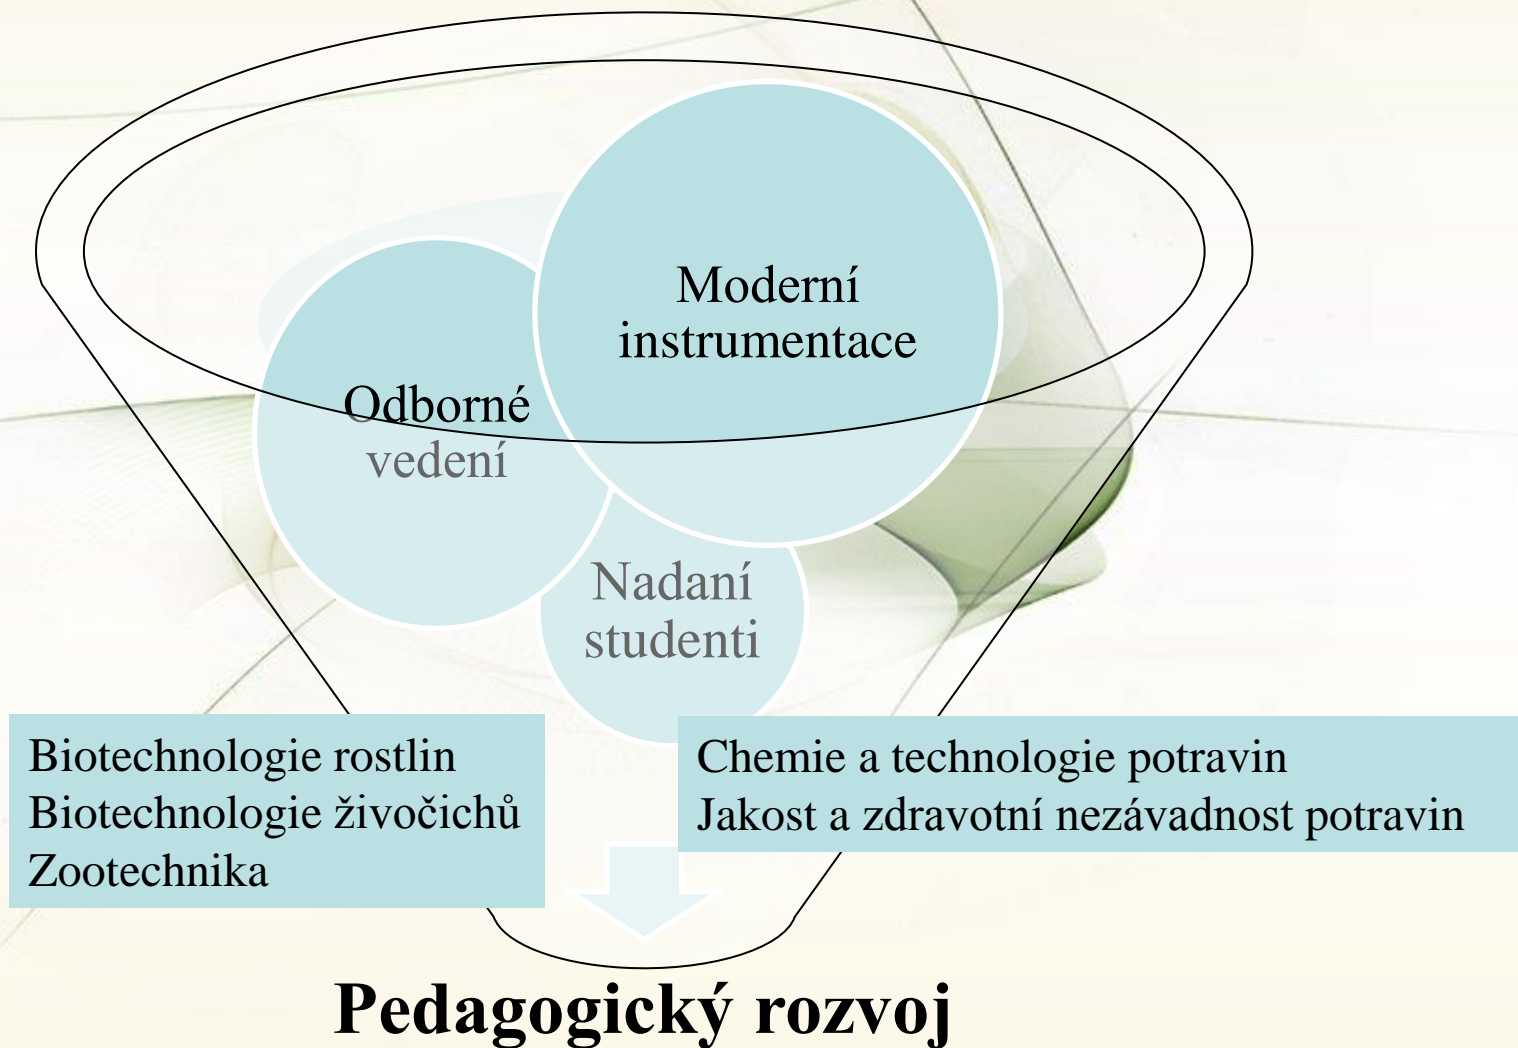 Moderní
instrumentace
Odborné
vedení
Nadaní
studenti
Biotechnologie rostlin
Biotechnologie živočichů
Zootechnika
Chemie a technologie potravin
Jakost a zdravotní nezávadnost potravin
Pedagogický rozvoj